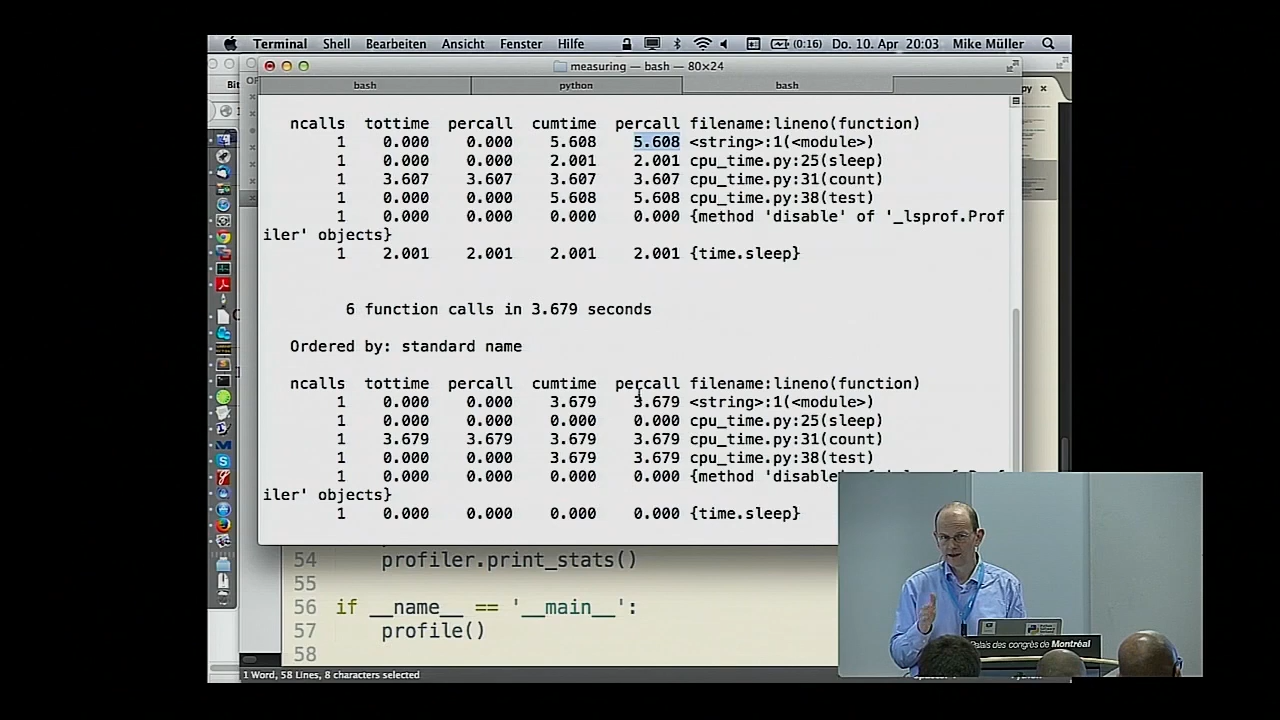 Terminal Shell Bearbeiten Ansicht Fenster Hilfe (0:16) Do. 10. Apr 20:03 Mike Müller
measuring — bash — 80×24
bash python bash
ncalls tottime percall cumtime percall filename:lineno(function)
1 0.000 0.000 5.608 5.608 <string>:1(<module>)
1 0.000 0.000 2.001 2.001 cpu_time.py:25(sleep)
1 3.607 3.607 3.607 3.607 cpu_time.py:31(count)
1 0.000 0.000 5.608 5.608 cpu_time.py:38(test)
1 0.000 0.000 0.000 0.000 {method 'disable' of '_lsprof.Prof
iler' objects}
1 2.001 2.001 2.001 2.001 {time.sleep}
6 function calls in 3.679 seconds
Ordered by: standard name
ncalls tottime percall cumtime percall filename:lineno(function)
1 0.000 0.000 3.679 3.679 <string>:1(<module>)
1 0.000 0.000 0.000 0.000 cpu_time.py:25(sleep)
1 3.679 3.679 3.679 3.679 cpu_time.py:31(count)
1 0.000 0.000 3.679 3.679 cpu_time.py:38(test)
1 0.000 0.000 0.000 0.000 {method 'disable'
iler' objects}
1 0.000 0.000 0.000 0.000 {time.sleep}
54 profiler.print_stats()
55
56 if __name__ == '__main__':
57 profile()
58
1 Word, 58 Lines, 8 characters selected
Palais des congrès de Montréal